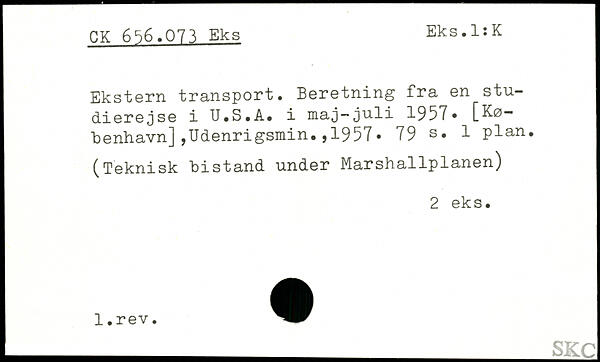 CK 656.073 Eks
Eks.1:K
Ekstern transport. Beretning fra en stu-
dierejse i U.S.A. i maj-juli 1957. [Kø-
benhavn],Udenrigsmin.,1957. 79 s. 1 plan.
(Teknisk bistand under Marshallplanen)
2 eks.
1.rev.
SKC